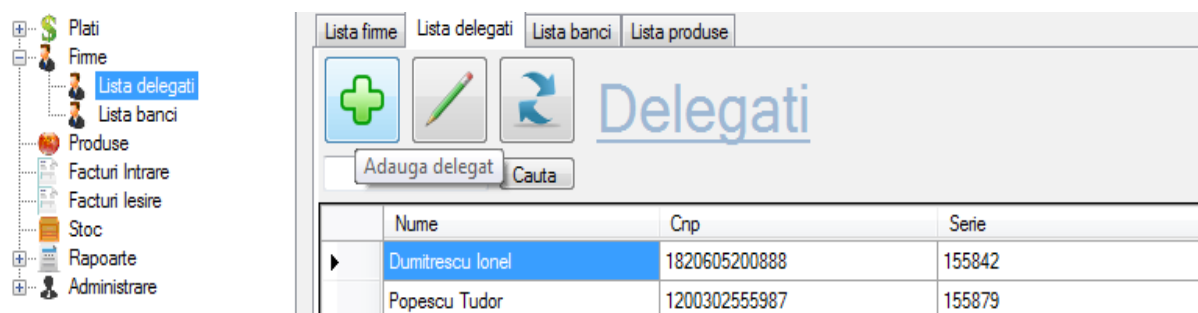 Plati
Firme
Lista delegati
Lista banci
Produse
Facturi Intrare
Facturi Iesire
Stoc
Rapoarte
Administrare
Lista firme Lista delegati Lista banci Lista produse
Delegati
Adauga delegat Cauta
Nume Cnp Serie
Dumitrescu Ionel 1820605200888 155842
Popescu Tudor 1200302555987 155879